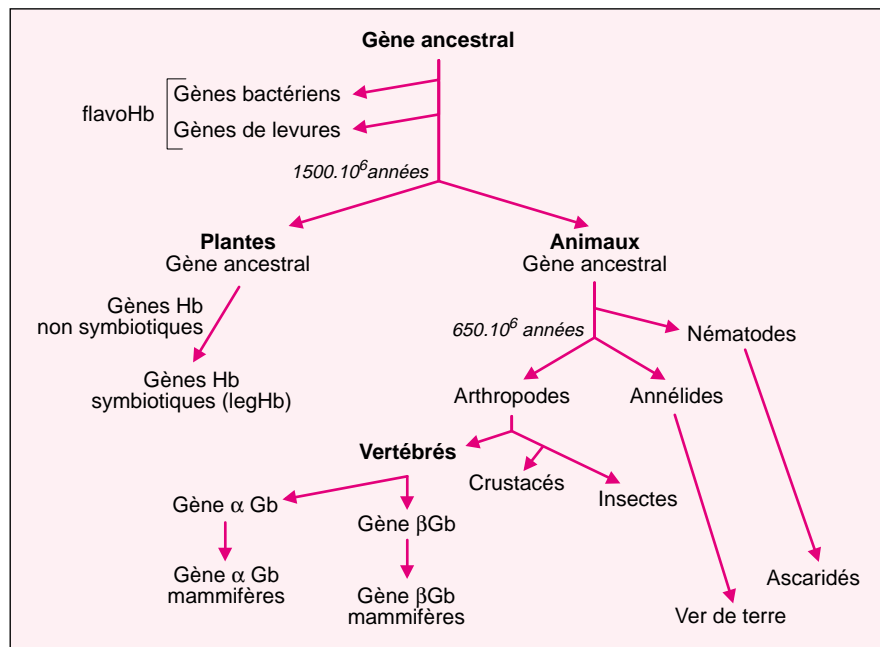 Gène ancestral
Gènes bactériens
flavoHb
Gènes de levures
1500.10⁶ années
Plantes
Gène ancestral
Animaux
Gène ancestral
Gènes Hb
non symbiotiques
650.10⁶ années
Nématodes
Gènes Hb
symbiotiques (legHb)
Arthropodes
Annélides
Vertébrés
Crustacés
Insectes
Gène α Gb
Gène βGb
Gène α Gb
mammifères
Gène βGb
mammifères
Ascaridés
Ver de terre